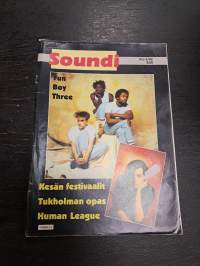 Soundi
Fun
Boy
Three
Kesän festivaalit
Tukholman opas
Human League